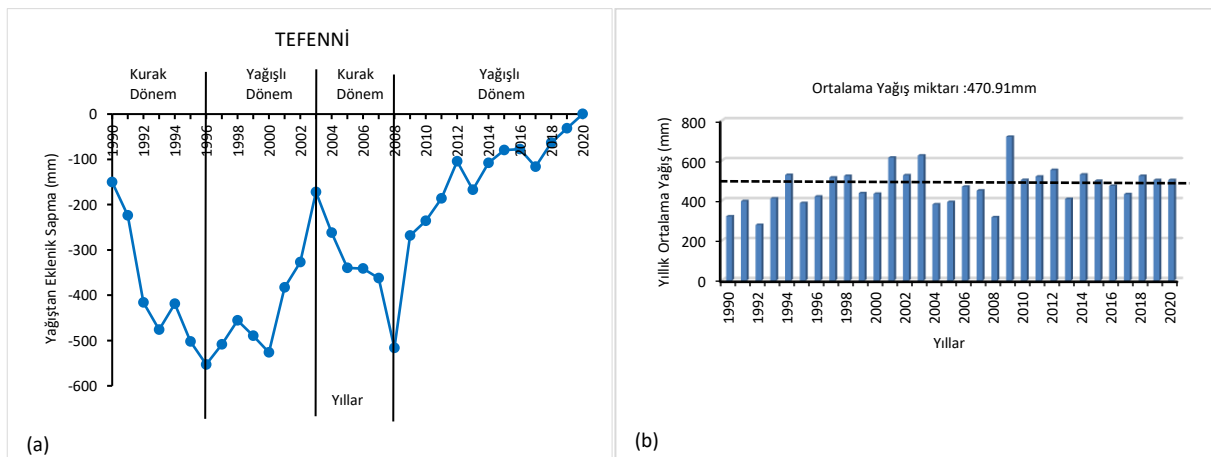 TEFENNİ
Kurak
Dönem
Yağışlı
Dönem
Kurak
Dönem
Yağışlı
Dönem
Yağıştan Eklenik Sapma (mm)
0
-100
-200
-300
-400
-500
-600
1990
1992
1994
1996
1998
2000
2002
2004
2006
2008
2010
2012
2014
2016
2018
2020
Yıllar
(a)
Ortalama Yağış miktarı :470.91mm
Yıllık Ortalama Yağış (mm)
800
600
400
200
0
1990
1992
1994
1996
1998
2000
2002
2004
2006
2008
2010
2012
2014
2016
2018
2020
Yıllar
(b)